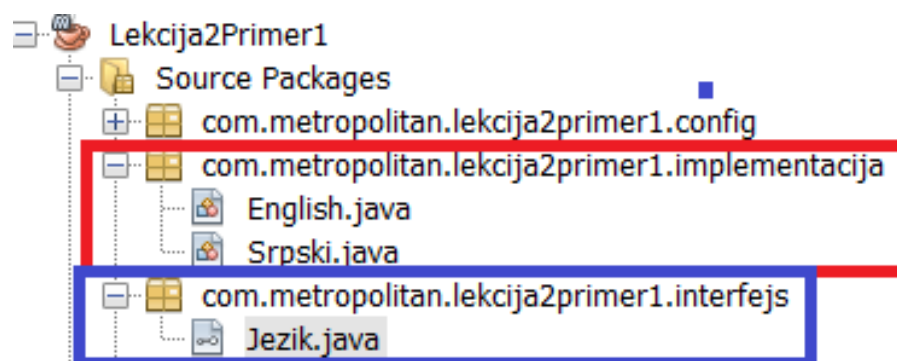 Lekcija2Primer1
Source Packages
com.metropolitan.lekcija2primer1.config
com.metropolitan.lekcija2primer1.implementacija
English.java
Srpski.java
com.metropolitan.lekcija2primer1.interfejs
Jezik.java